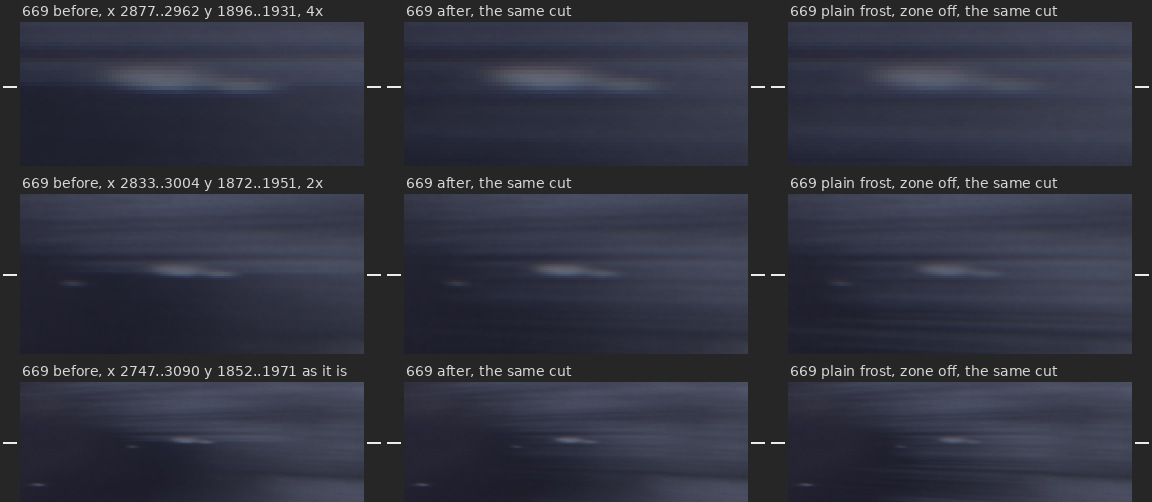 669 before, x 2877..2962 y 1896..1931, 4x
669 after, the same cut
669 plain frost, zone off, the same cut
669 before, x 2833..3004 y 1872..1951, 2x
669 after, the same cut
669 plain frost, zone off, the same cut
669 before, x 2747..3090 y 1852..1971 as it is
669 after, the same cut
669 plain frost, zone off, the same cut